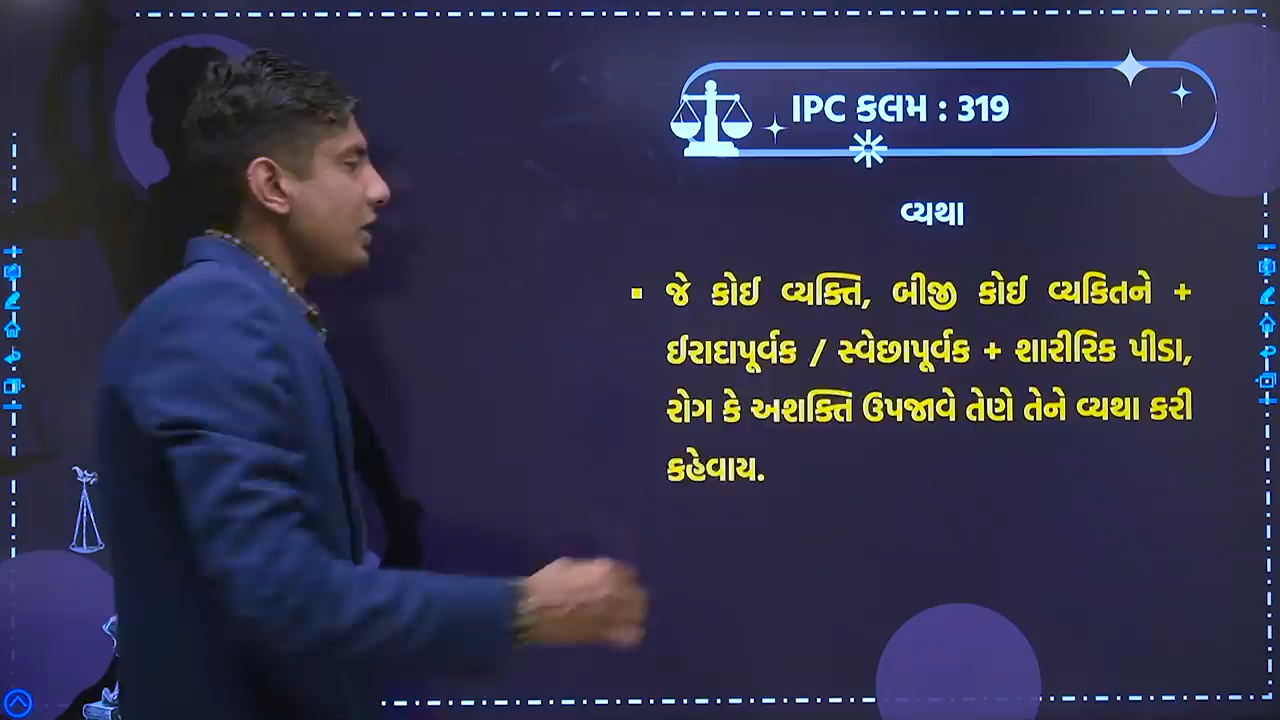 IPC કલમ : 319
વ્યથા
▪ જે કોઈ વ્યક્તિ, બીજી કોઈ વ્યકિતને +
ઈરાદાપૂર્વક / સ્વેછાપૂર્વક + શારીરિક પીડા,
રોગ કે અશક્તિ ઉપજાવે તેણે તેને વ્યથા કરી
કહેવાય.